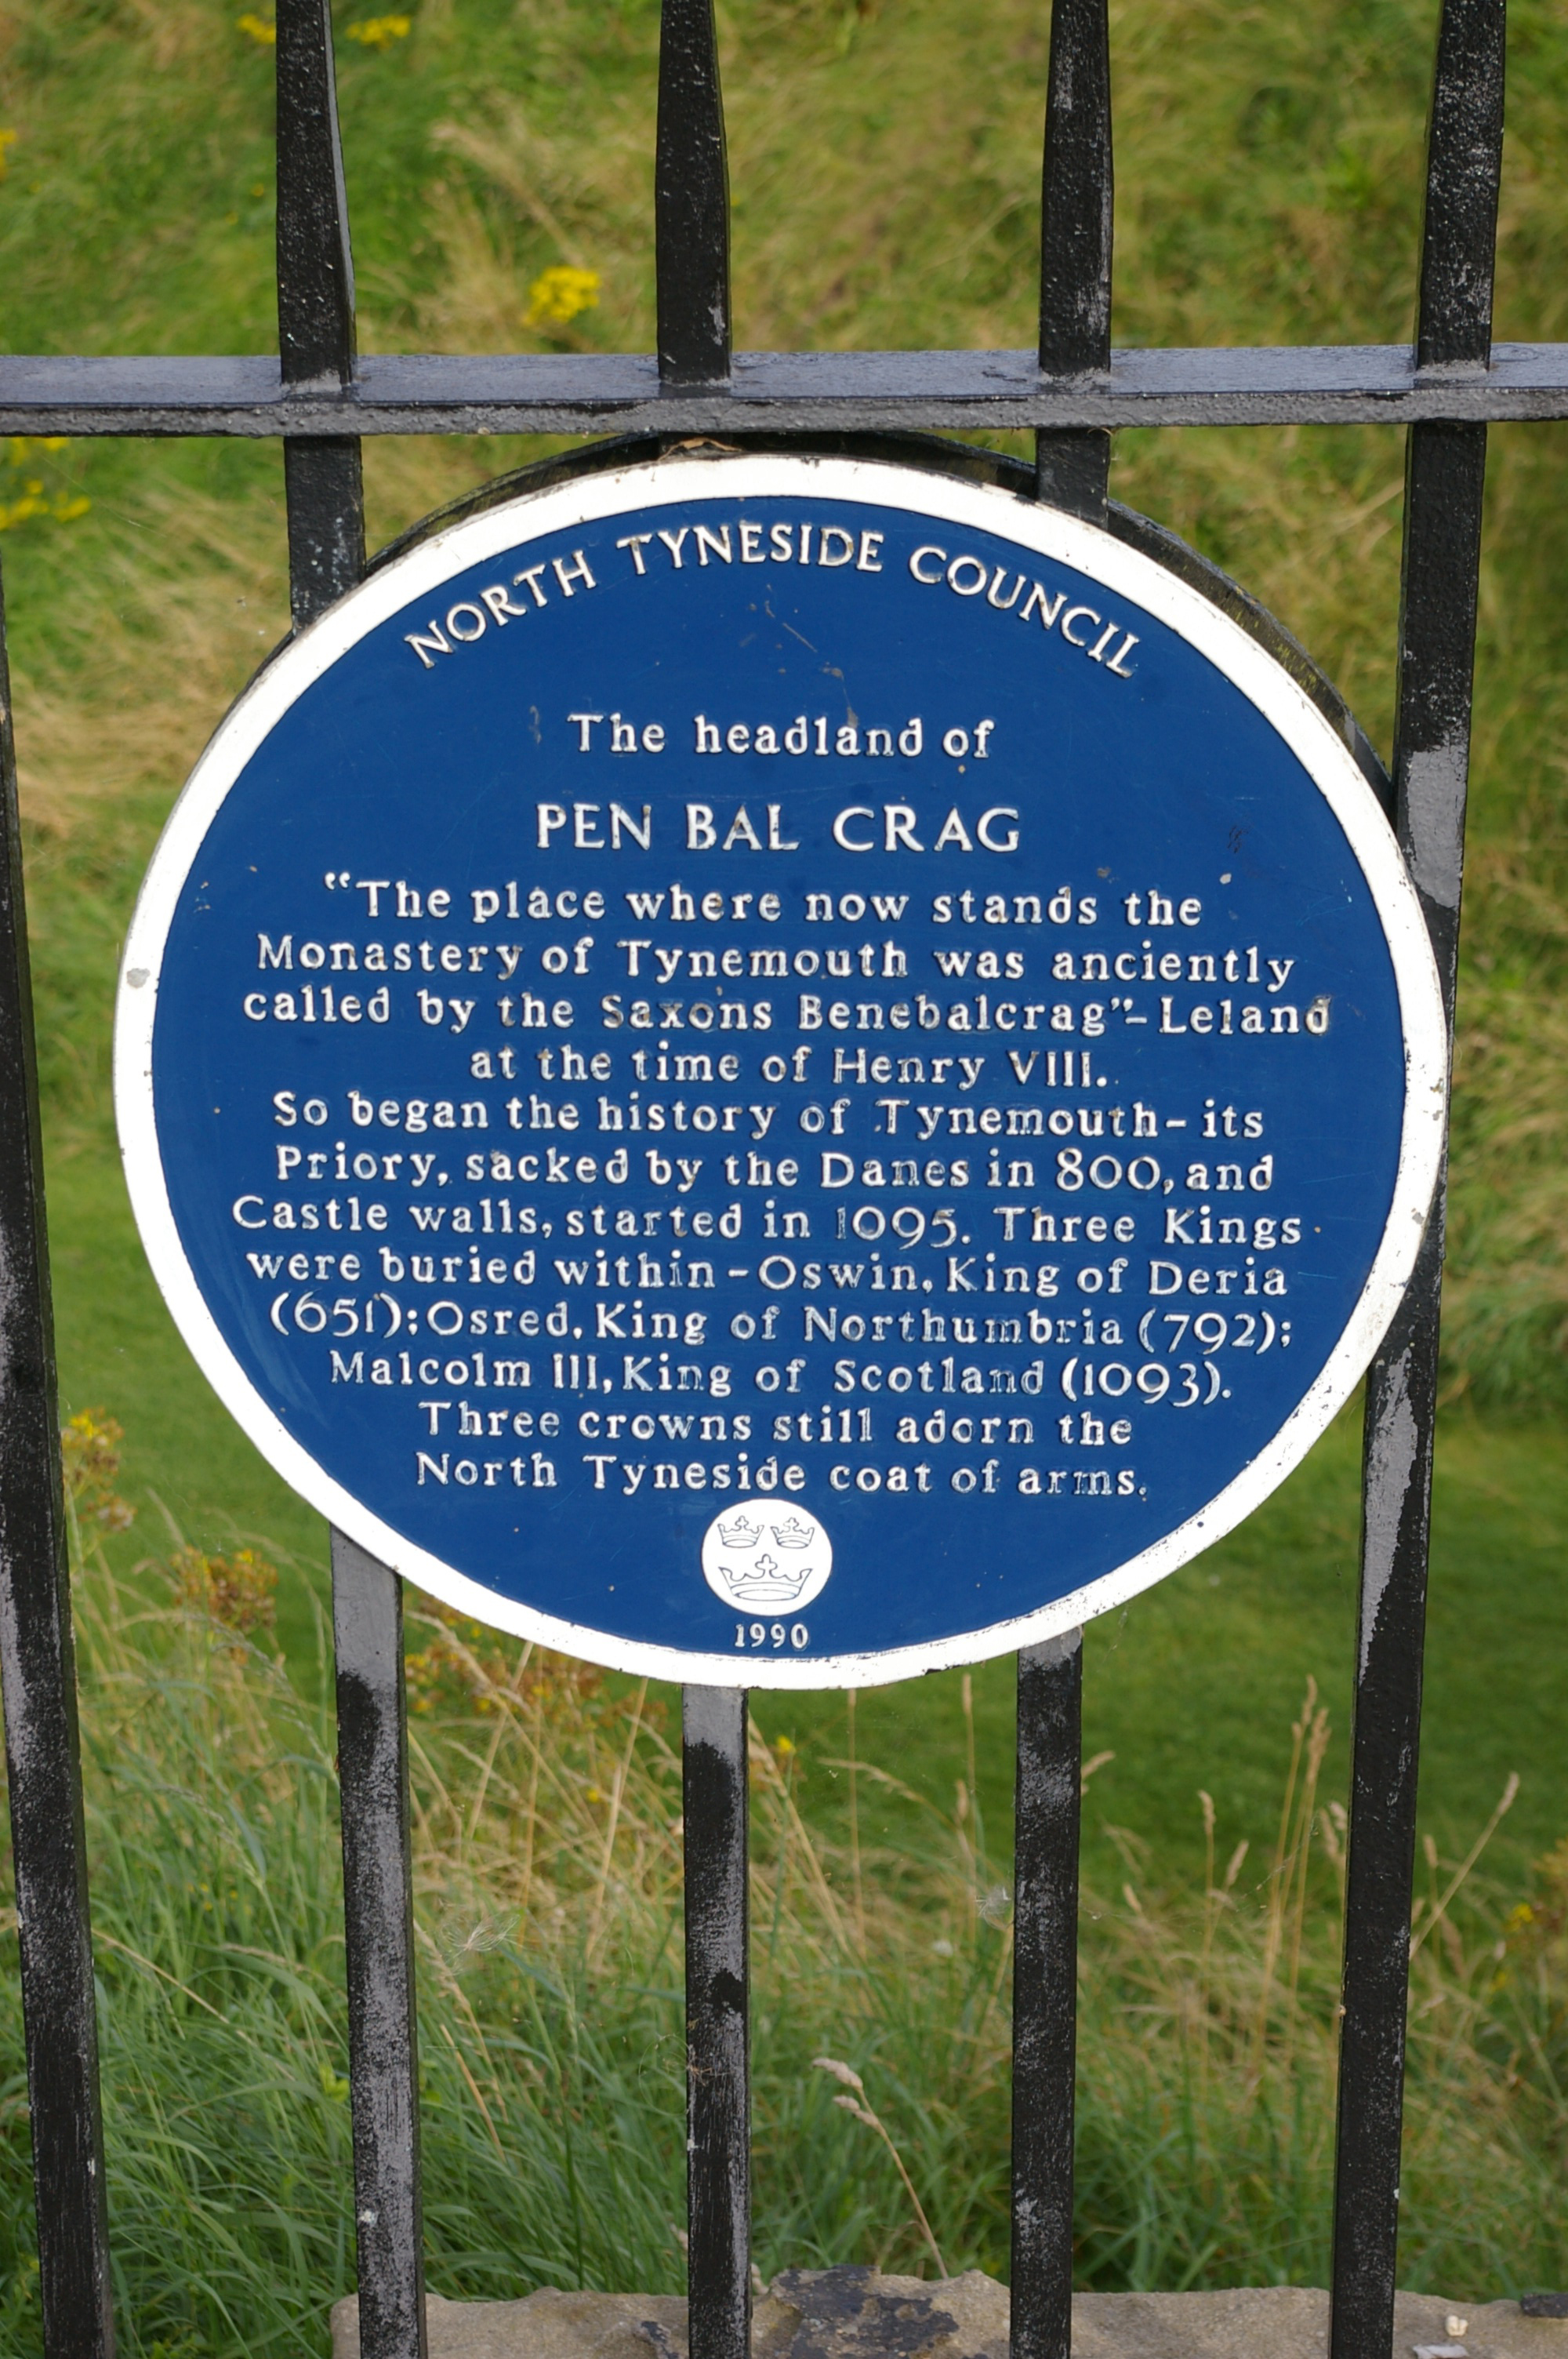 NORTH TYNESIDE COUNCIL
The headland of
PEN BAL CRAG
“The place where now stands the
Monastery of Tynemouth was anciently
called by the Saxons Benebalcrag”-Leland
at the time of Henry VIII.
So began the history of Tynemouth- its
Priory, sacked by the Danes in 800, and
Castle walls, started in 1095. Three Kings
were buried within - Oswin, King of Deria
(651); Osred, King of Northumbria (792);
Malcolm III, King of Scotland (1093).
Three crowns still adorn the
North Tyneside coat of arms.
1990